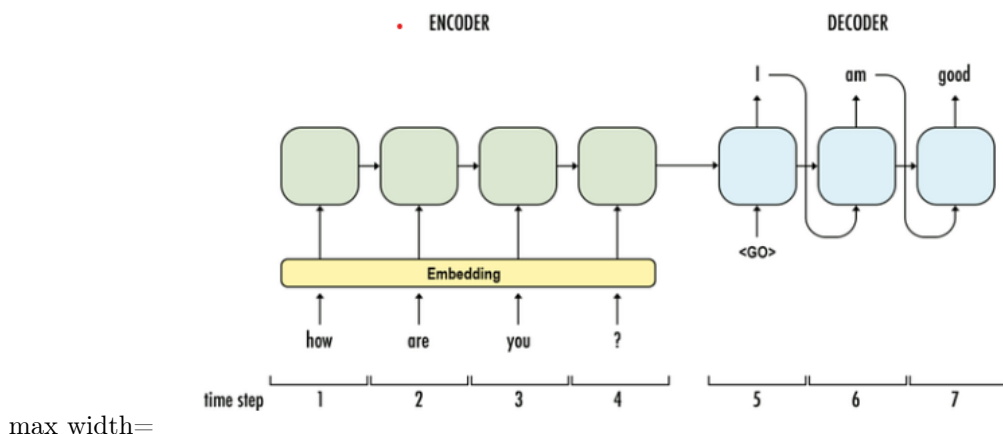 ENCODER DECODER
I am good
<GO>
Embedding
how are you ?
time step 1 2 3 4 5 6 7
max width=